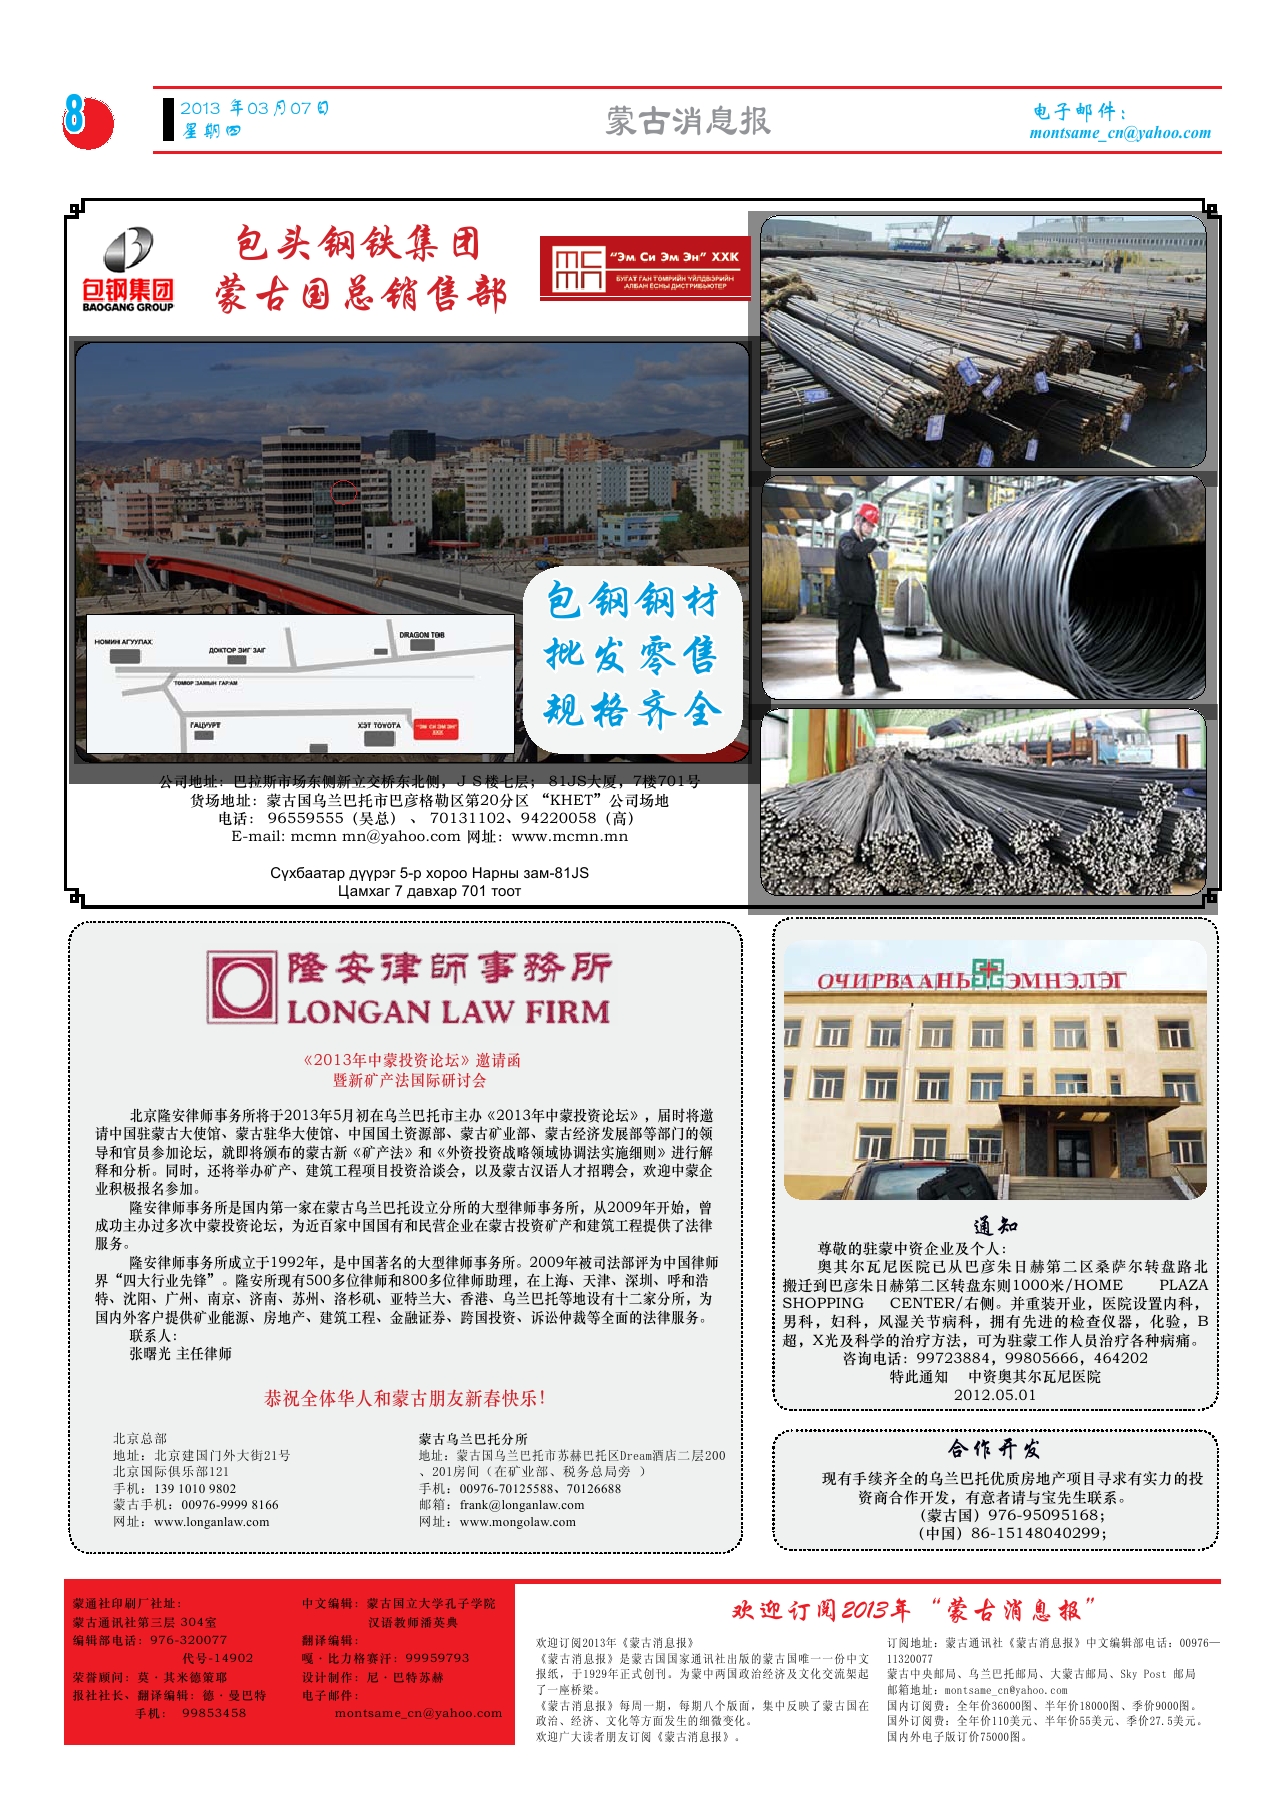 8
2013 年03月07日
星期四
蒙古消息报
电子邮件：
montsame_cn@yahoo.com
包钢集团
BAOGANG GROUP
包头钢铁集团
蒙古国总销售部
MCMN
"Эм Си Эм Эн" ХХК
БУГАТ ГАН ТӨМРИЙН ҮЙЛДВЭРИЙН
АЛБАН ЁСНЫ ДИСТРИБЬЮТЕР
НОМИН АГУУЛАХ
ДОКТОР ЗИГ ЗАГ
DRAGON ТӨВ
ТӨМӨР ЗАМЫН ГАРАМ
ГАЦУУРТ
ХЭТ TOYOTA
"ЭМ СИ ЭМ ЭН"
ХХК
包钢钢材
批发零售
规格齐全
公司地址：巴拉斯市场东侧新立交桥东北侧，J S楼七层； 81JS大厦，7楼701号
货场地址：蒙古国乌兰巴托市巴彦格勒区第20分区 “KHET”公司场地
电话： 96559555（吴总） 、 70131102、94220058（高）
E-mail: mcmn mn@yahoo.com 网址：www.mcmn.mn
Сүхбаатар дүүрэг 5-р хороо Нарны зам-81JS
Цамхаг 7 давхар 701 тоот
隆安律師事務所
LONGAN LAW FIRM
《2013年中蒙投资论坛》邀请函
暨新矿产法国际研讨会
北京隆安律师事务所将于2013年5月初在乌兰巴托市主办《2013年中蒙投资论坛》，届时将邀
请中国驻蒙古大使馆、蒙古驻华大使馆、中国国土资源部、蒙古矿业部、蒙古经济发展部等部门的领
导和官员参加论坛，就即将颁布的蒙古新《矿产法》和《外资投资战略领域协调法实施细则》进行解
释和分析。同时，还将举办矿产、建筑工程项目投资洽谈会，以及蒙古汉语人才招聘会，欢迎中蒙企
业积极报名参加。
隆安律师事务所是国内第一家在蒙古乌兰巴托设立分所的大型律师事务所，从2009年开始，曾
成功主办过多次中蒙投资论坛，为近百家中国国有和民营企业在蒙古投资矿产和建筑工程提供了法律
服务。
隆安律师事务所成立于1992年，是中国著名的大型律师事务所。2009年被司法部评为中国律师
界“四大行业先锋”。隆安所现有500多位律师和800多位律师助理，在上海、天津、深圳、呼和浩
特、沈阳、广州、南京、济南、苏州、洛杉矶、亚特兰大、香港、乌兰巴托等地设有十二家分所，为
国内外客户提供矿业能源、房地产、建筑工程、金融证券、跨国投资、诉讼仲裁等全面的法律服务。
联系人：
张曙光 主任律师
恭祝全体华人和蒙古朋友新春快乐！
北京总部
地址：北京建国门外大街21号
北京国际俱乐部121
手机：139 1010 9802
蒙古手机：00976-9999 8166
网址：www.longanlaw.com
蒙古乌兰巴托分所
地址：蒙古国乌兰巴托市苏赫巴托区Dream酒店二层200
、201房间（在矿业部、税务总局旁 ）
手机：00976-70125588、70126688
邮箱：frank@longanlaw.com
网址：www.mongolaw.com
ОЧИРВААНЬ ЭМНЭЛЭГ
通知
尊敬的驻蒙中资企业及个人：
奥其尔瓦尼医院已从巴彦朱日赫第二区桑萨尔转盘路北
搬迁到巴彦朱日赫第二区转盘东则1000米/HOME PLAZA
SHOPPING CENTER/右侧。并重装开业，医院设置内科，
男科，妇科，风湿关节病科，拥有先进的检查仪器，化验，B
超，X光及科学的治疗方法，可为驻蒙工作人员治疗各种病痛。
咨询电话：99723884，99805666，464202
特此通知 中资奥其尔瓦尼医院
2012.05.01
合作开发
现有手续齐全的乌兰巴托优质房地产项目寻求有实力的投
资商合作开发，有意者请与宝先生联系。
（蒙古国）976-95095168；
（中国）86-15148040299；
蒙通社印刷厂社址：
蒙古通讯社第三层 304室
编辑部电话：976-320077
代号-14902
荣誉顾问：莫·其米德策耶
报社社长、翻译编辑：德·曼巴特
手机： 99853458
中文编辑：蒙古国立大学孔子学院
汉语教师潘英典
翻译编辑：
嘎·比力格赛汗：99959793
设计制作：尼·巴特苏赫
电子邮件：
montsame_cn@yahoo.com
欢迎订阅2013年“蒙古消息报”
欢迎订阅2013年《蒙古消息报》
《蒙古消息报》是蒙古国国家通讯社出版的蒙古国唯一一份中文
报纸，于1929年正式创刊。为蒙中两国政治经济及文化交流架起
了一座桥梁。
《蒙古消息报》每周一期，每期八个版面，集中反映了蒙古国在
政治、经济、文化等方面发生的细微变化。
欢迎广大读者朋友订阅《蒙古消息报》。
订阅地址：蒙古通讯社《蒙古消息报》中文编辑部电话：00976—
11320077
蒙古中央邮局、乌兰巴托邮局、大蒙古邮局、Sky Post 邮局
邮箱地址：montsame_cn@yahoo.com
国内订阅费：全年价36000图、半年价18000图、季价9000图。
国外订阅费：全年价110美元、半年价55美元、季价27.5美元。
国内外电子版订价75000图。